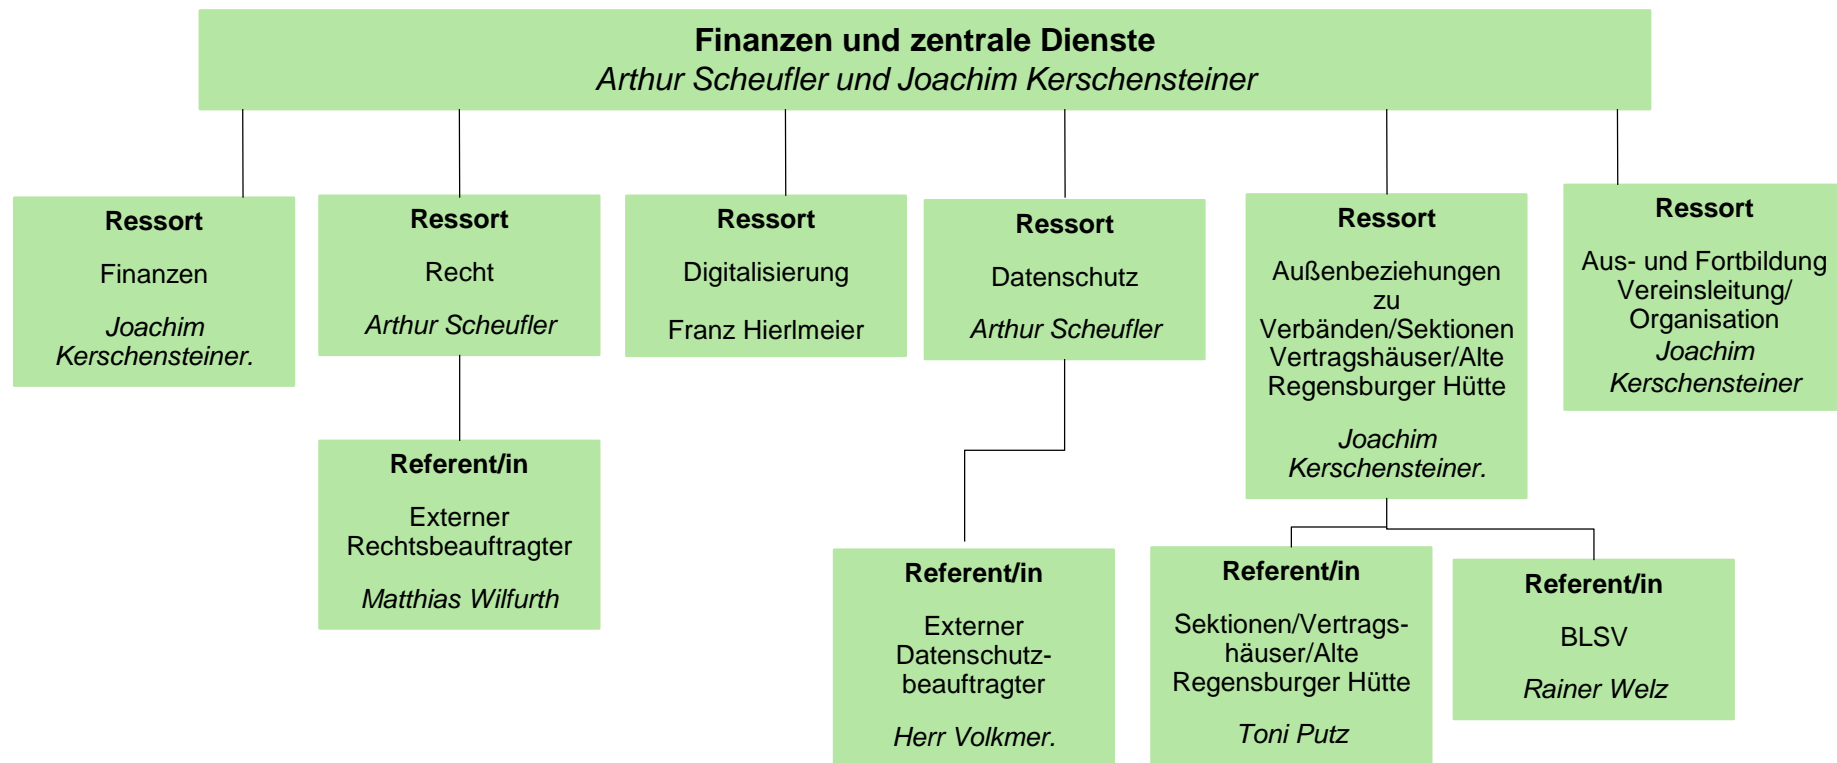 Finanzen und zentrale Dienste
Arthur Scheufler und Joachim Kerschensteiner
Ressort
Finanzen
Joachim
Kerschensteiner.
Ressort
Recht
Arthur Scheufler
Ressort
Digitalisierung
Franz Hierlmeier
Ressort
Datenschutz
Arthur Scheufler
Ressort
Außenbeziehungen
zu
Verbänden/Sektionen
Vertragshäuser/Alte
Regensburger Hütte
Joachim
Kerschensteiner.
Ressort
Aus- und Fortbildung
Vereinsleitung/
Organisation
Joachim
Kerschensteiner
Referent/in
Externer
Rechtsbeauftragter
Matthias Wilfurth
Referent/in
Externer
Datenschutz-
beauftragter
Herr Volkmer.
Referent/in
Sektionen/Vertrags-
häuser/Alte
Regensburger Hütte
Toni Putz
Referent/in
BLSV
Rainer Welz